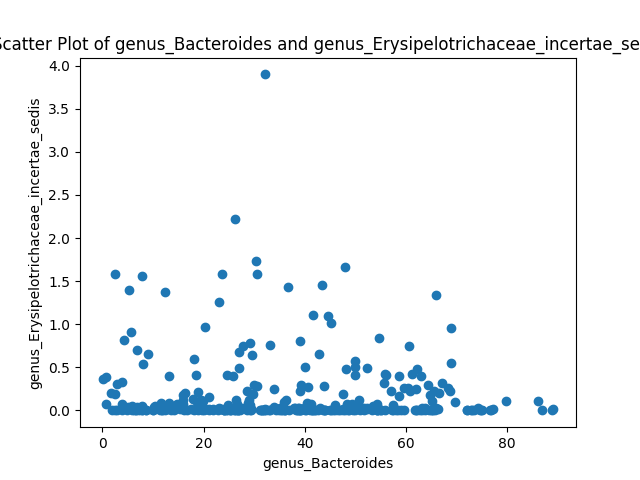 Scatter Plot of genus_Bacteroides and genus_Erysipelotrichaceae_incertae_se
genus_Erysipelotrichaceae_incertae_sedis
4.0
3.5
3.0
2.5
2.0
1.5
1.0
0.5
0.0
0 20 40 60 80
genus_Bacteroides